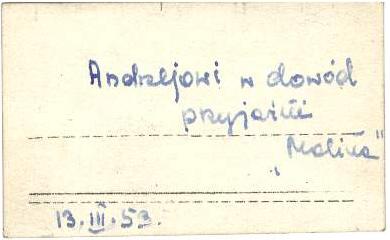 Andrzejowi w dowód
przyjaźni
„Malina”
13.III.53.